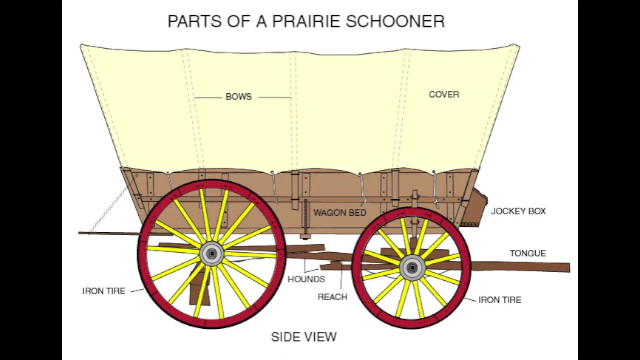 PARTS OF A PRAIRIE SCHOONER
BOWS
COVER
WAGON BED
JOCKEY BOX
TONGUE
HOUNDS
IRON TIRE
REACH
IRON TIRE
SIDE VIEW